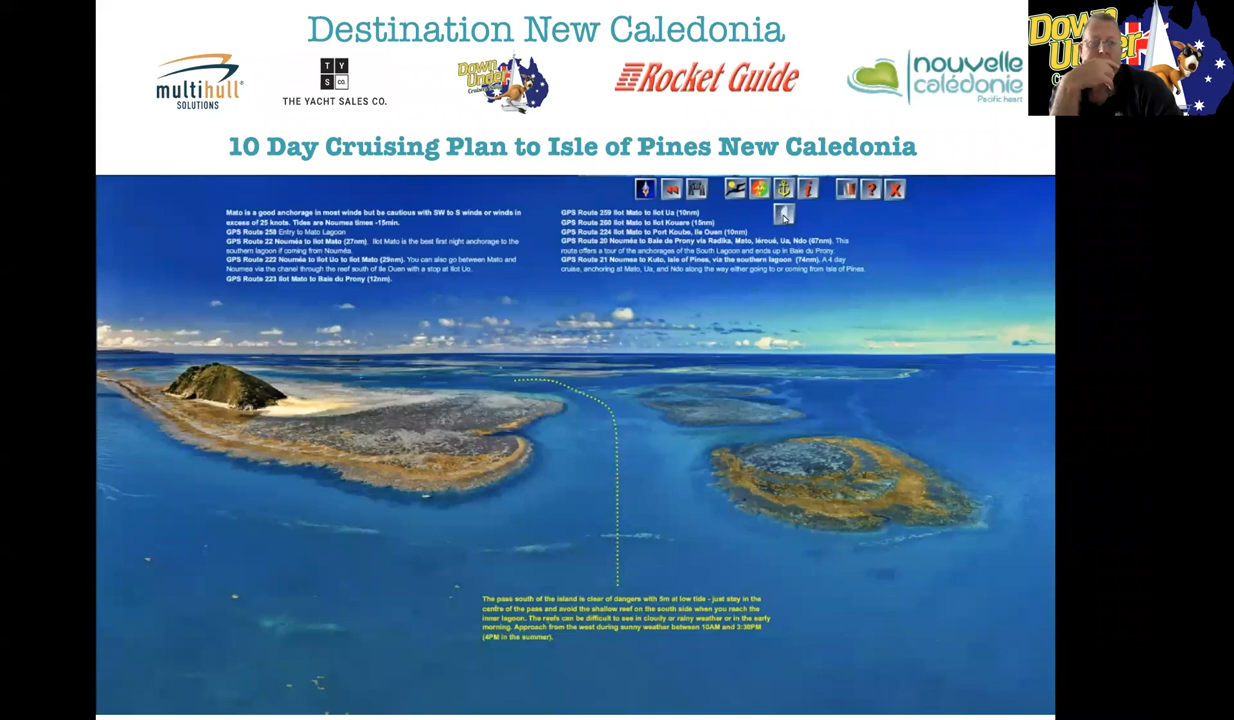 Destination New Caledonia
multihull®
SOLUTIONS
T Y
S CO.
THE YACHT SALES CO.
Down
Under
Rocket Guide
nouvelle
calédonie
Pacific heart
Down
Under
10 Day Cruising Plan to Isle of Pines New Caledonia
Mato is a good anchorage in most winds but be cautious with SW to S winds or winds in
excess of 25 knots. Tides are Noumea times -15min.
GPS Route 258 Entry to Mato Lagoon
GPS Route 22 Nouméa to Ilot Mato (27nm). Ilot Mato is the best first night anchorage to the
southern lagoon if coming from Nouméa.
GPS Route 222 Nouméa to Ilot Uo to Ilot Mato (29nm). You can also go between Mato and
Noumea via the channel through the reef south of Ile Ouen with a stop at Ilot Uo.
GPS Route 223 Ilot Mato to Baie du Prony (12nm).
GPS Route 259 Ilot Mato to Ilot Ua (10nm)
GPS Route 260 Ilot Mato to Ilot Kouare (15nm)
GPS Route 224 Ilot Mato to Port Koube, Ile Ouen (10nm)
GPS Route 20 Nouméa to Baie de Prony via Radika, Mato, Iéroué, Ua, Ndo (67nm). This
route offers a tour of the anchorages of the South Lagoon and ends up in Baie du Prony.
GPS Route 21 Noumea to Kuto, Isle of Pines, via the southern lagoon (74nm). A 4 day
cruise, anchoring at Mato, Ua, and Ndo along the way either going to or coming from Isle of Pines.
The pass south of the island is clear of dangers with 5m at low tide - just stay in the
centre of the pass and avoid the shallow reef on the south side when you reach the
inner lagoon. The reefs can be difficult to see in cloudy or rainy weather or in the early
morning. Approach from the west during sunny weather between 10AM and 3:30PM
(4PM in the summer).